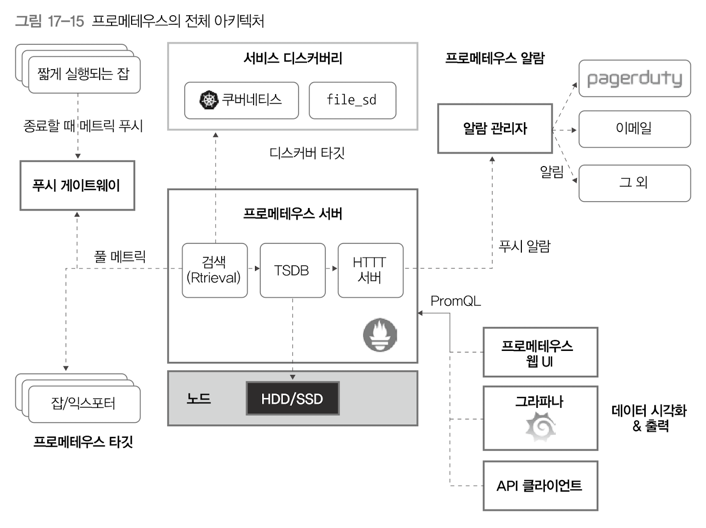 그림 17-15 프로메테우스의 전체 아키텍처
짧게 실행되는 잡
종료할 때 메트릭 푸시
푸시 게이트웨이
풀 메트릭
잡/익스포터
프로메테우스 타깃
서비스 디스커버리
쿠버네티스
file_sd
디스커버 타깃
프로메테우스 서버
검색
(Rtrieval)
TSDB
HTTT
서버
노드
HDD/SSD
프로메테우스 알람
알람 관리자
pagerduty
이메일
그 외
알림
푸시 알람
PromQL
프로메테우스
웹 UI
그라파나
API 클라이언트
데이터 시각화
& 출력